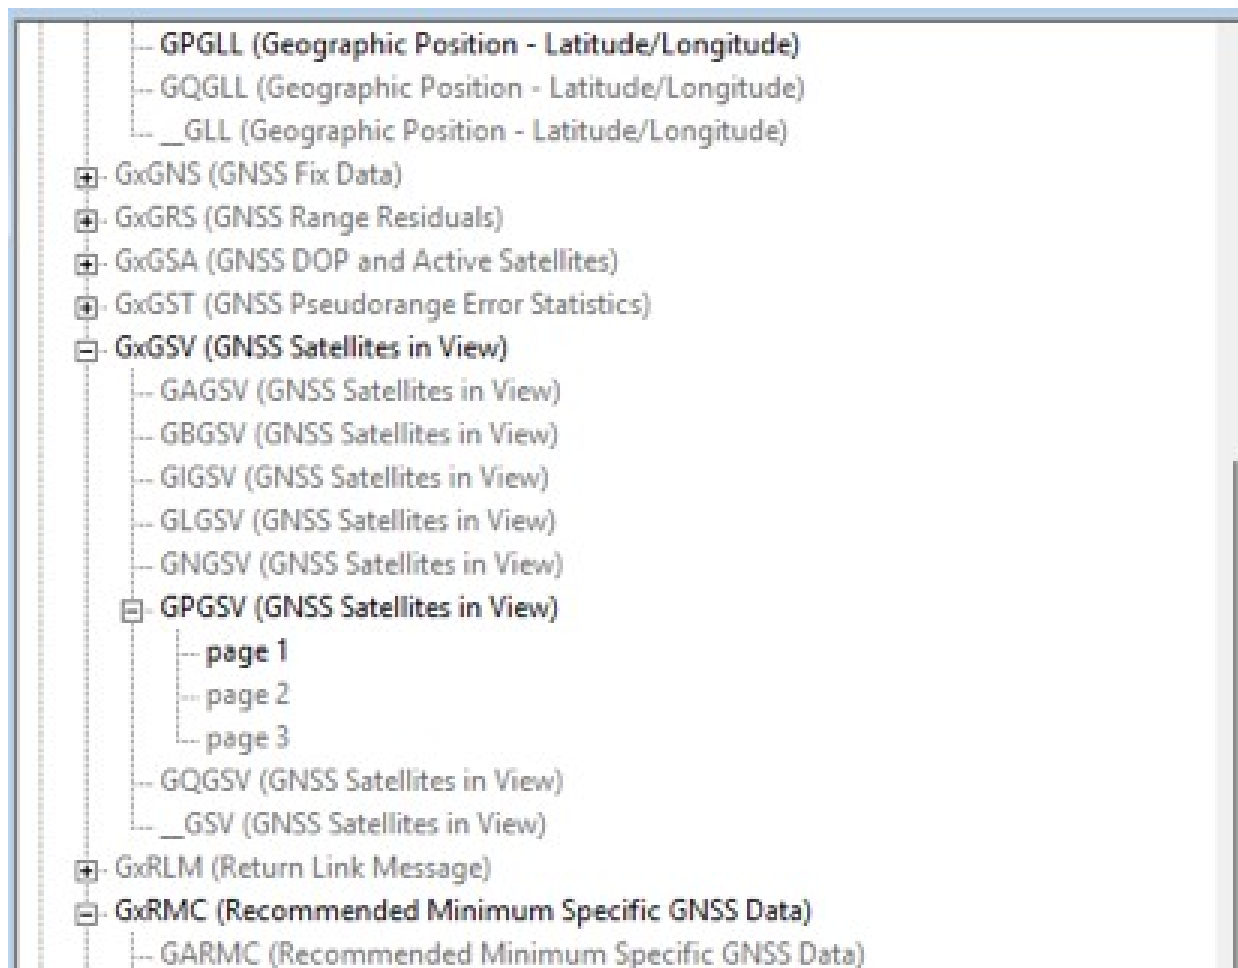 GPGLL (Geographic Position - Latitude/Longitude)
GQGLL (Geographic Position - Latitude/Longitude)
__GLL (Geographic Position - Latitude/Longitude)
GxGNS (GNSS Fix Data)
GxGRS (GNSS Range Residuals)
GxGSA (GNSS DOP and Active Satellites)
GxGST (GNSS Pseudorange Error Statistics)
GxGSV (GNSS Satellites in View)
GAGSV (GNSS Satellites in View)
GBGSV (GNSS Satellites in View)
GIGSV (GNSS Satellites in View)
GLGSV (GNSS Satellites in View)
GNGSV (GNSS Satellites in View)
GPGSV (GNSS Satellites in View)
page 1
page 2
page 3
GQGSV (GNSS Satellites in View)
__GSV (GNSS Satellites in View)
GxRLM (Return Link Message)
GxRMC (Recommended Minimum Specific GNSS Data)
GARMC (Recommended Minimum Specific GNSS Data)